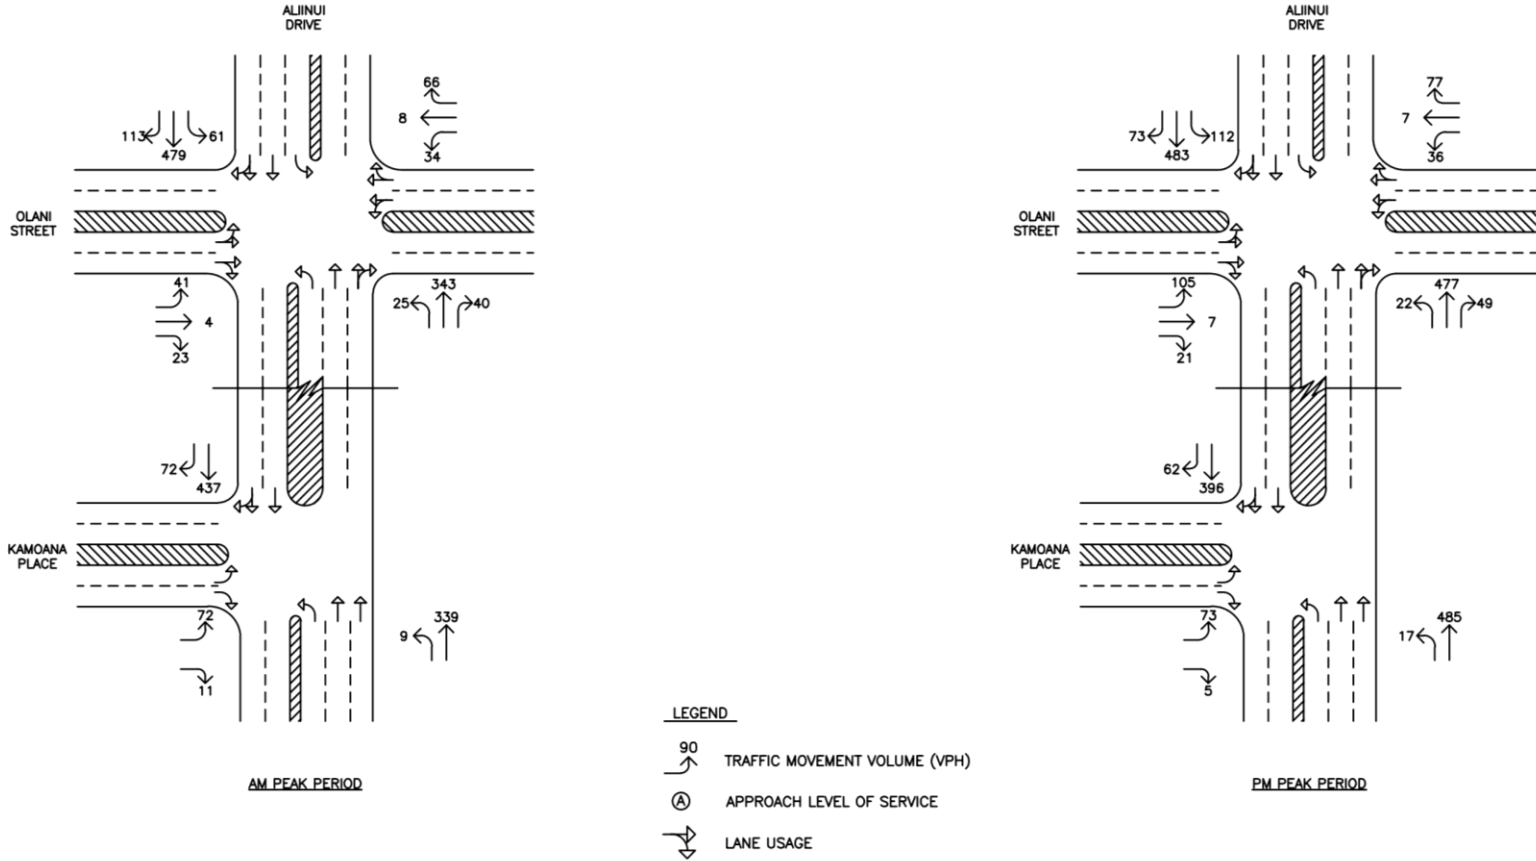 ALIINUI
DRIVE
66
8
34
113
61
479
OLANI
STREET
41
4
23
343
25
40
72
437
KAMOANA
PLACE
72
11
339
9
AM PEAK PERIOD
LEGEND
90
TRAFFIC MOVEMENT VOLUME (VPH)
A
APPROACH LEVEL OF SERVICE
LANE USAGE
ALIINUI
DRIVE
77
7
36
73
112
483
OLANI
STREET
105
7
21
477
22
49
62
396
KAMOANA
PLACE
73
5
485
17
PM PEAK PERIOD